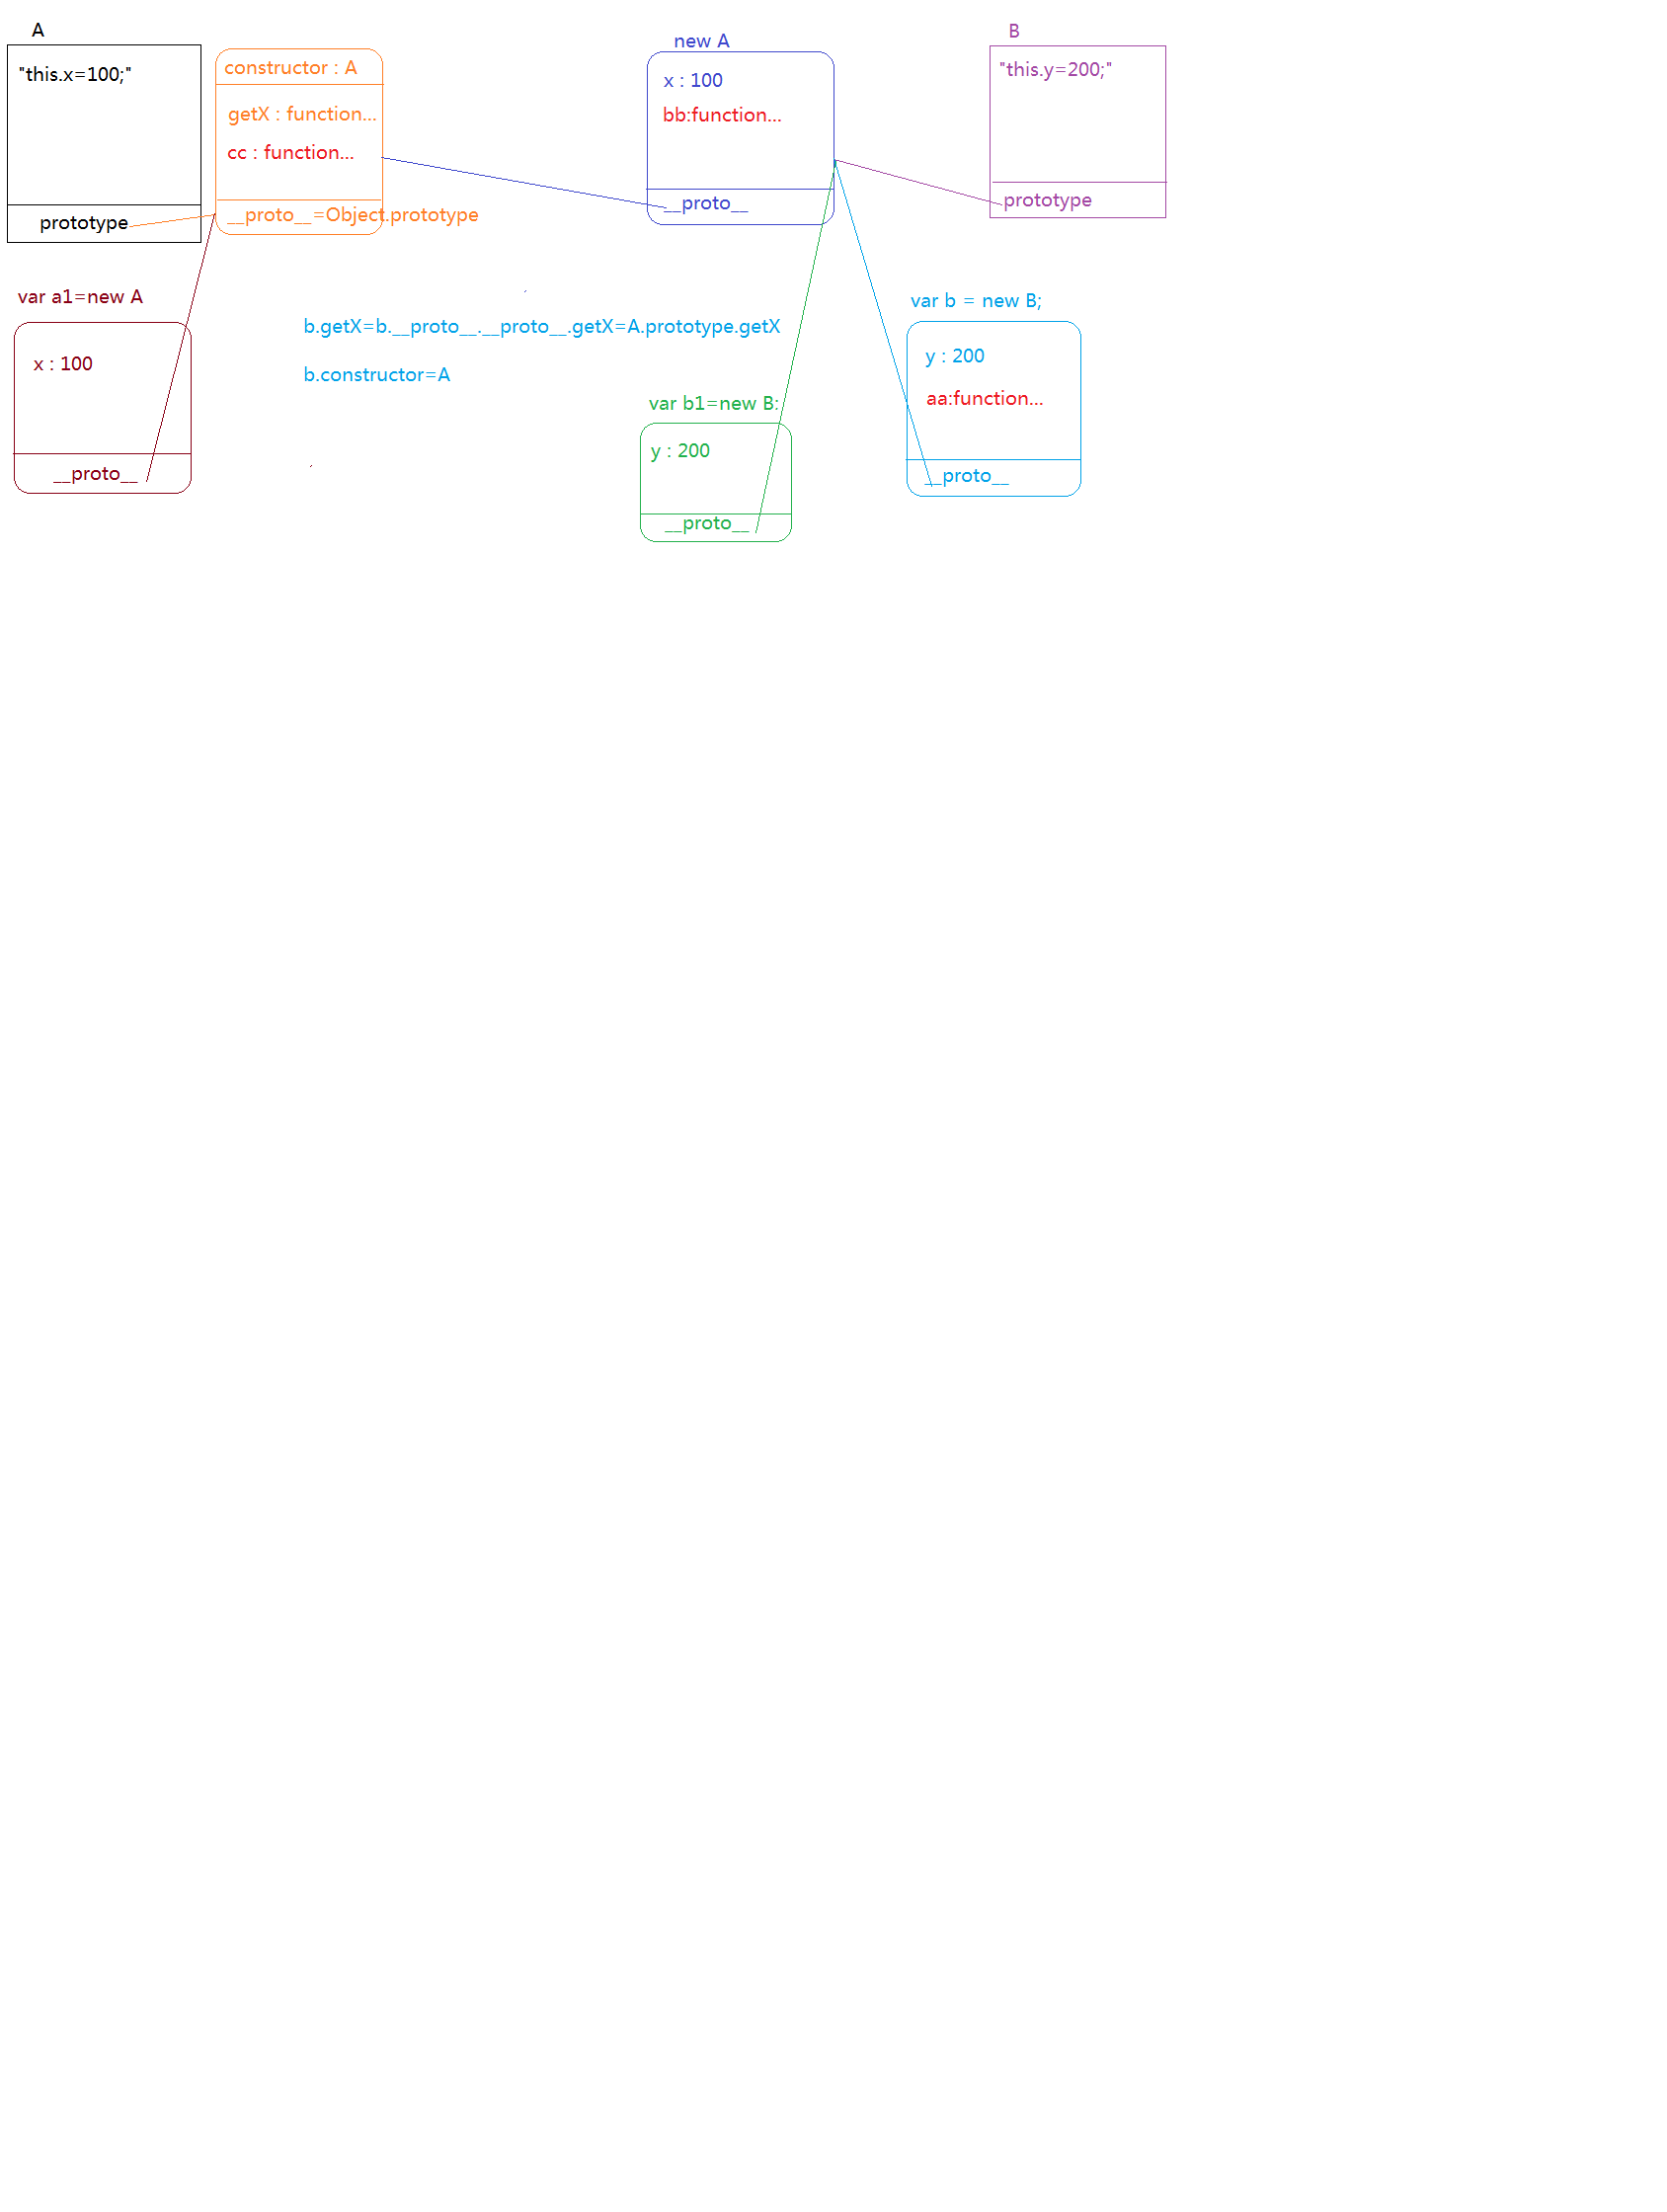 A
"this.x=100;"
prototype
constructor : A
getX : function...
cc : function...
__proto__=Object.prototype
new A
x : 100
bb:function...
__proto__
B
"this.y=200;"
prototype
var a1=new A
x : 100
__proto__
b.getX=b.__proto__.__proto__.getX=A.prototype.getX
b.constructor=A
var b1=new B;
y : 200
__proto__
var b = new B;
y : 200
aa:function...
__proto__